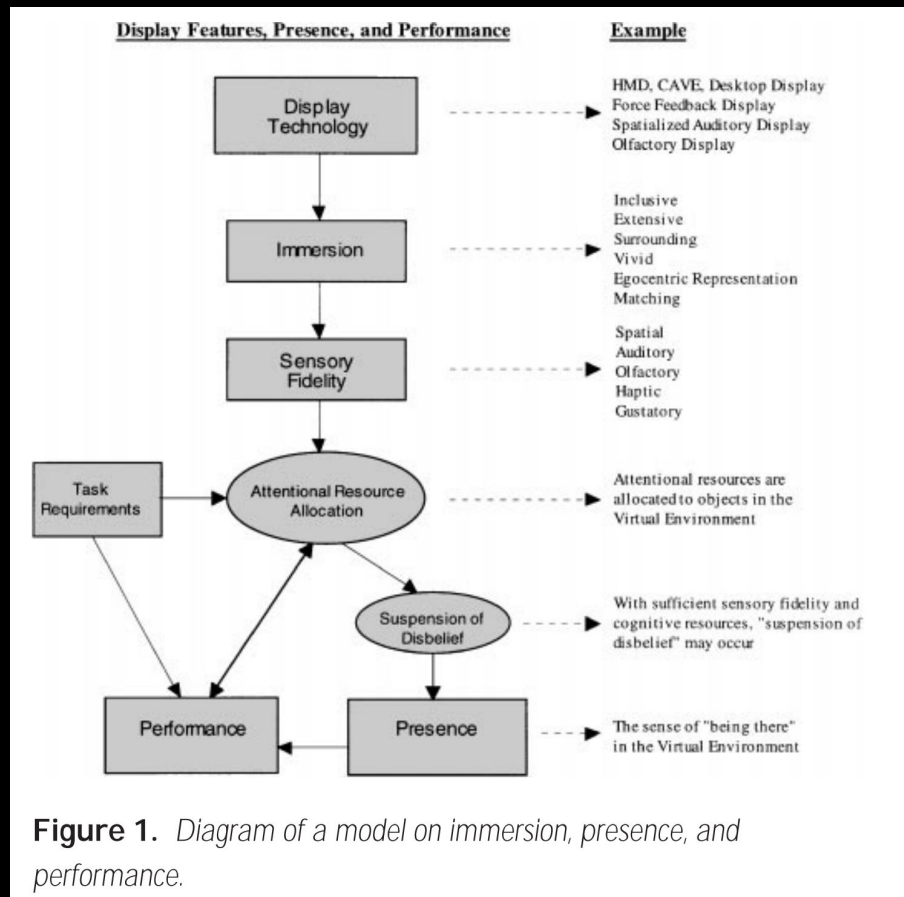 Display Features, Presence, and Performance
Example
Display
Technology
HMD, CAVE, Desktop Display
Force Feedback Display
Spatialized Auditory Display
Olfactory Display
Immersion
Inclusive
Extensive
Surrounding
Vivid
Egocentric Representation
Matching
Sensory
Fidelity
Spatial
Auditory
Olfactory
Haptic
Gustatory
Task
Requirements
Attentional Resource
Allocation
Attentional resources are
allocated to objects in the
Virtual Environment
Suspension of
Disbelief
With sufficient sensory fidelity and
cognitive resources, "suspension of
disbelief" may occur
Performance
Presence
The sense of "being there"
in the Virtual Environment
Figure 1. Diagram of a model on immersion, presence, and
performance.